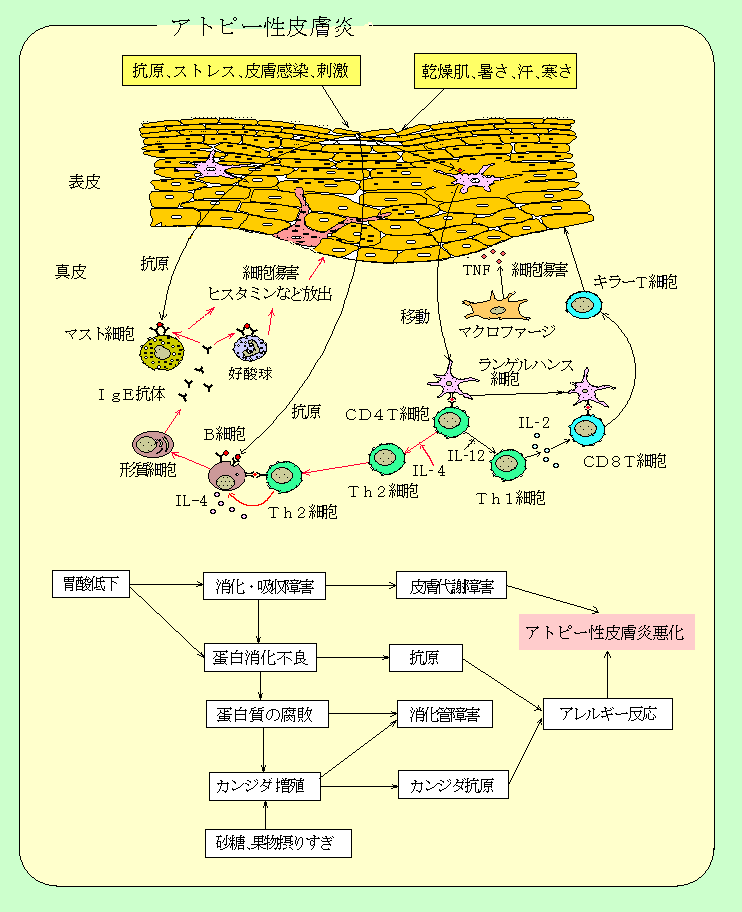 アトピー性皮膚炎
抗原、ストレス、皮膚感染、刺激
乾燥肌、暑さ、汗、寒さ
表皮
真皮
抗原
細胞傷害
ヒスタミンなど放出
TNF
細胞傷害
キラーT細胞
マスト細胞
好酸球
移動
マクロファージ
ランゲルハンス
細胞
ＩｇＥ抗体
抗原
ＣＤ４Ｔ細胞
IL-2
Ｂ細胞
形質細胞
IL-4
IL-12
ＣＤ８Ｔ細胞
Ｔｈ２細胞
Ｔｈ１細胞
IL-4
Ｔｈ２細胞
胃酸低下
消化・吸収障害
皮膚代謝障害
アトピー性皮膚炎悪化
蛋白消化不良
抗原
蛋白質の腐敗
消化管障害
アレルギー反応
カンジダ増殖
カンジダ抗原
砂糖、果物摂りすぎ